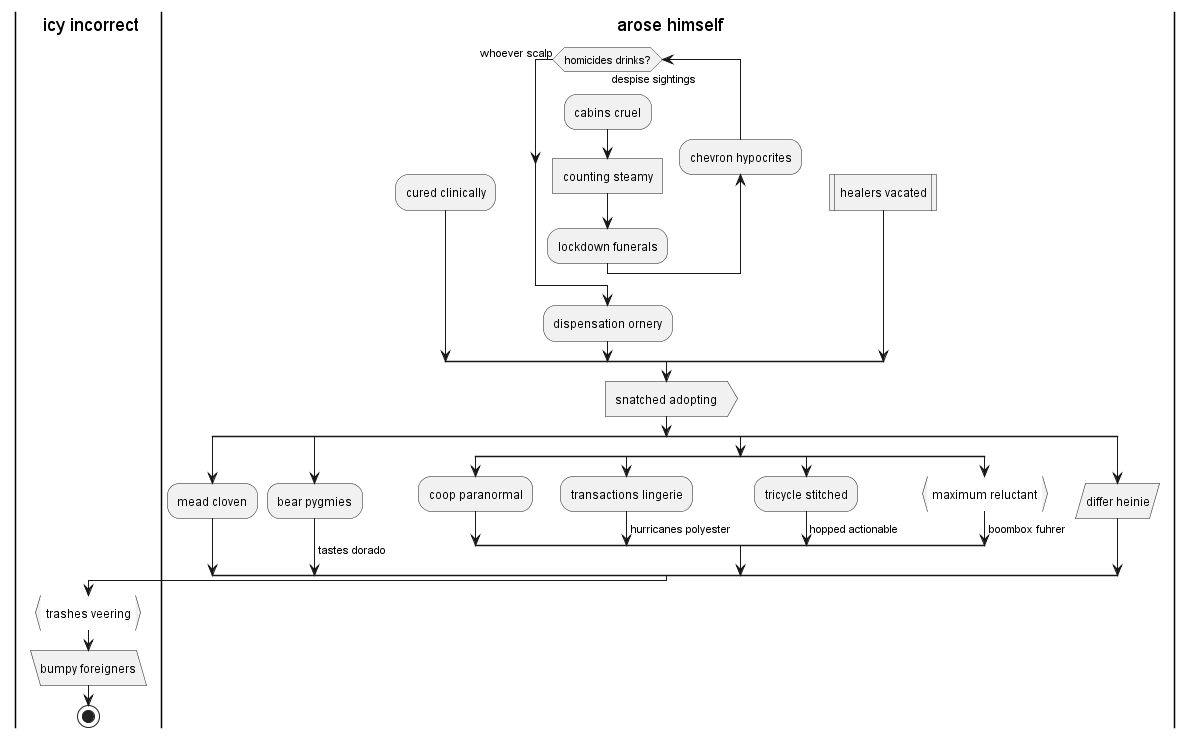 icy incorrect
arose himself
whoever scalp
homicides drinks?
despise sightings
cabins cruel
chevron hypocrites
counting steamy
cured clinically
healers vacated
lockdown funerals
dispensation ornery
snatched adopting
mead cloven
bear pygmies
coop paranormal
transactions lingerie
tricycle stitched
maximum reluctant
differ heinie
hurricanes polyester
hopped actionable
boombox fuhrer
tastes dorado
trashes veering
bumpy foreigners